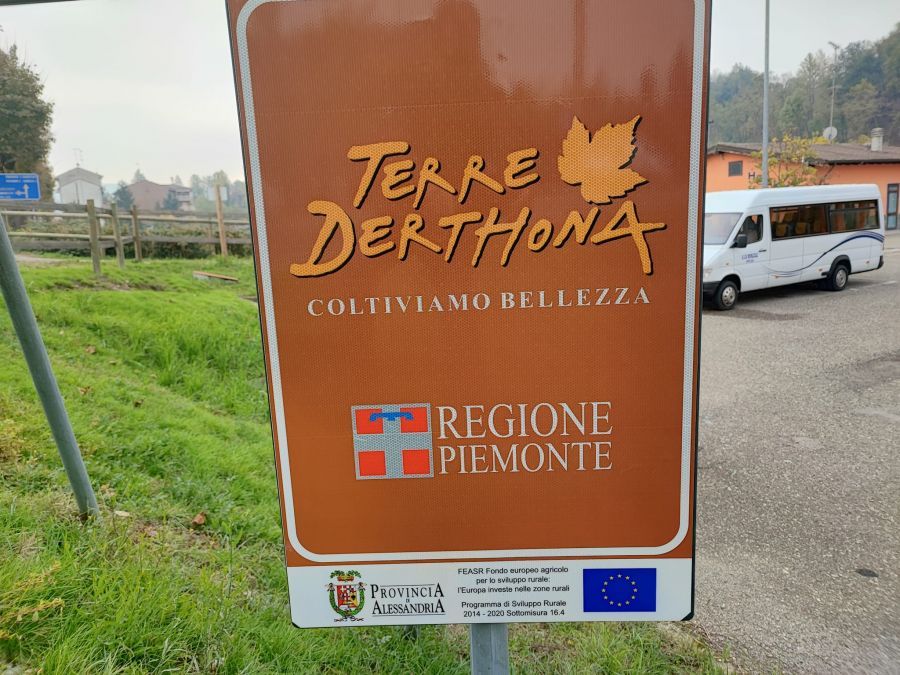 TERRE
DERTHONA
COLTIVIAMO BELLEZZA
REGIONE
PIEMONTE
PROVINCIA
DI
ALESSANDRIA
FEASR Fondo europeo agricolo
per lo sviluppo rurale:
l'Europa investe nelle zone rurali
Programma di Sviluppo Rurale
2014 - 2020 Sottomisura 16.4